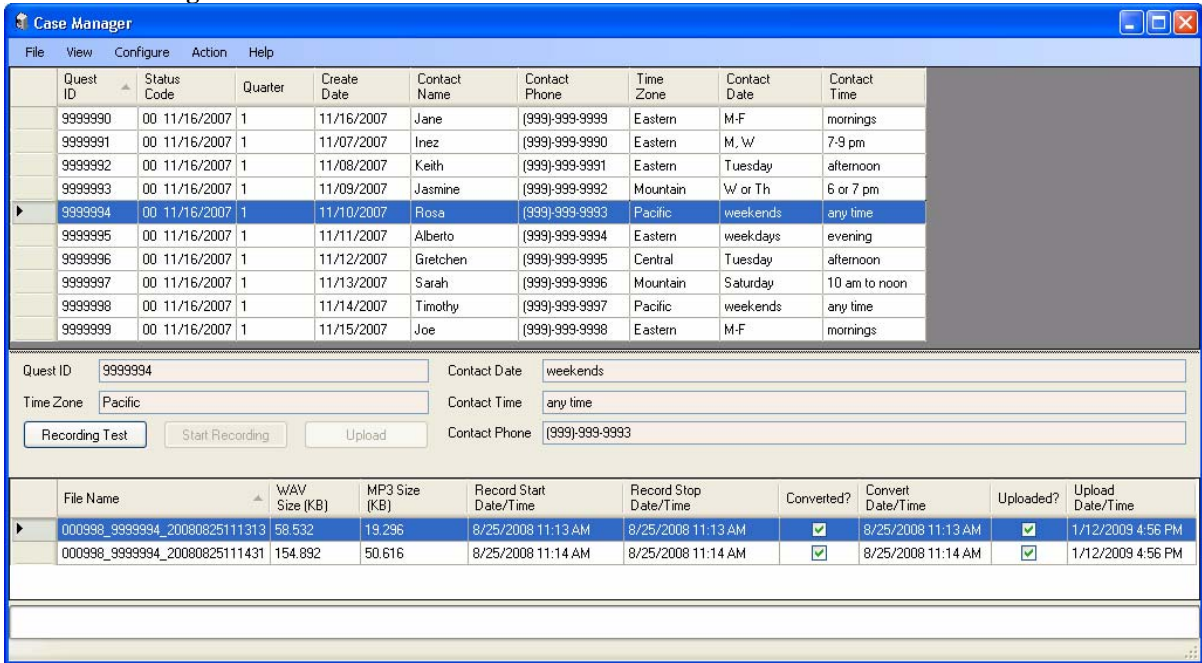 Case Manager
File View Configure Action Help
Quest ID Status Code Quarter Create Date Contact Name Contact Phone Time Zone Contact Date Contact Time
9999990 00 11/16/2007 1 11/16/2007 Jane (999)-999-9999 Eastern M-F mornings
9999991 00 11/16/2007 1 11/07/2007 Inez (999)-999-9990 Eastern M, W 7-9 pm
9999992 00 11/16/2007 1 11/08/2007 Keith (999)-999-9991 Eastern Tuesday afternoon
9999993 00 11/16/2007 1 11/09/2007 Jasmine (999)-999-9992 Mountain W or Th 6 or 7 pm
9999994 00 11/16/2007 1 11/10/2007 Rosa (999)-999-9993 Pacific weekends any time
9999995 00 11/16/2007 1 11/11/2007 Alberto (999)-999-9994 Eastern weekdays evening
9999996 00 11/16/2007 1 11/12/2007 Gretchen (999)-999-9995 Central Tuesday afternoon
9999997 00 11/16/2007 1 11/13/2007 Sarah (999)-999-9996 Mountain Saturday 10 am to noon
9999998 00 11/16/2007 1 11/14/2007 Timothy (999)-999-9997 Pacific weekends any time
9999999 00 11/16/2007 1 11/15/2007 Joe (999)-999-9998 Eastern M-F mornings
Quest ID 9999994 Contact Date weekends
Time Zone Pacific Contact Time any time
Recording Test Start Recording Upload Contact Phone (999)-999-9993
File Name WAV Size (KB) MP3 Size (KB) Record Start Date/Time Record Stop Date/Time Converted? Convert Date/Time Uploaded? Upload Date/Time
000998_9999994_20080825111313 58.532 19.296 8/25/2008 11:13 AM 8/25/2008 11:13 AM 8/25/2008 11:13 AM 1/12/2009 4:56 PM
000998_9999994_20080825111431 154.892 50.616 8/25/2008 11:14 AM 8/25/2008 11:14 AM 8/25/2008 11:14 AM 1/12/2009 4:56 PM